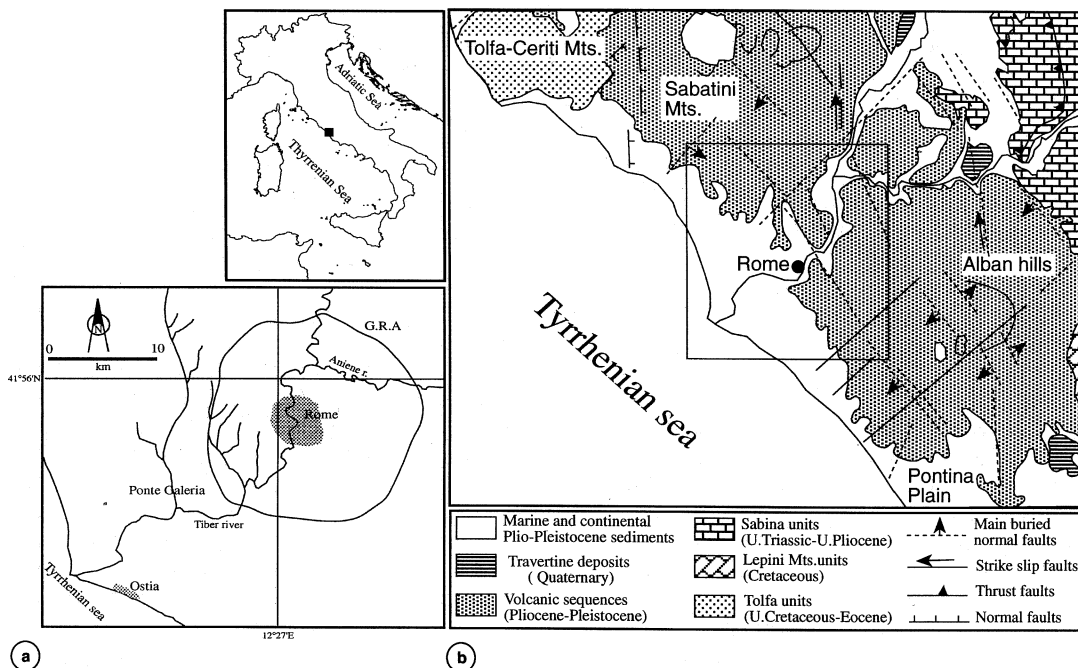 Adriatic Sea
Thyrrenian Sea
N
0
10
km
G.R.A
Aniene r.
41°56'N
Rome
Ponte Galeria
Tiber river
Ostia
Tyrrhenian sea
12°27'E
a
Tolfa-Ceriti Mts.
Sabatini
Mts.
Rome
Alban hills
Tyrrhenian sea
Pontina
Plain
Marine and continental
Plio-Pleistocene sediments
Travertine deposits
(Quaternary)
Volcanic sequences
(Pliocene-Pleistocene)
Sabina units
(U.Triassic-U.Pliocene)
Lepini Mts.units
(Cretaceous)
Tolfa units
(U.Cretaceous-Eocene)
Main buried
normal faults
Strike slip faults
Thrust faults
Normal faults
b